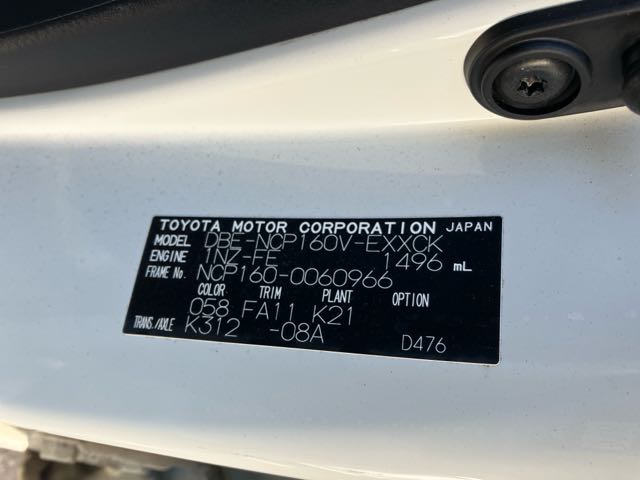 TOYOTA MOTOR CORPORATION JAPAN
MODEL DBE-NCP160V-EXXCK
ENGINE 1NZ-FE 1496 mL
FRAME No. NCP160-0060966
COLOR TRIM PLANT OPTION
058 FA11 K21
TRANS./AXLE K312 -08A
D476